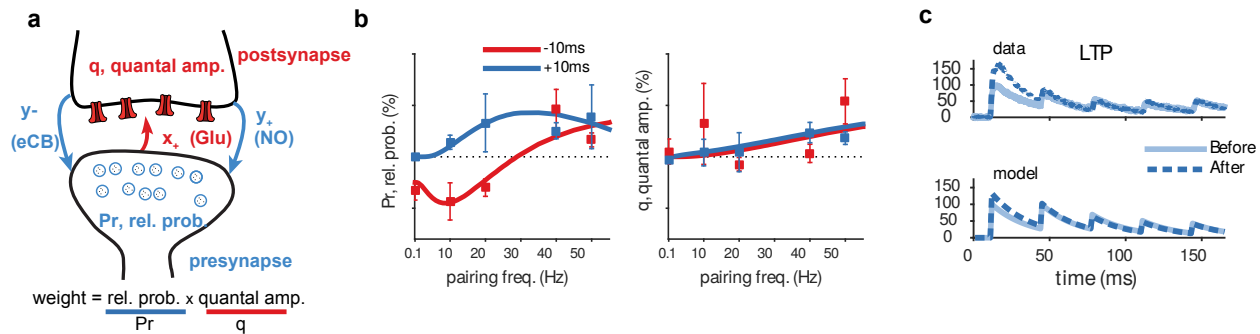 a
postsynapse
q, quantal amp.
y-
(eCB)
x+ (Glu)
y+
(NO)
Pr, rel. prob.
presynapse
weight = rel. prob. x quantal amp.
Pr q
b
-10ms
+10ms
Pr, rel. prob. (%)
0.1 10 20 30 40 50
pairing freq. (Hz)
q, quantal amp. (%)
0.1 10 20 30 40 50
pairing freq. (Hz)
c
data LTP
150
100
50
0
Before
After
model
150
100
50
0
0 50 100 150
time (ms)